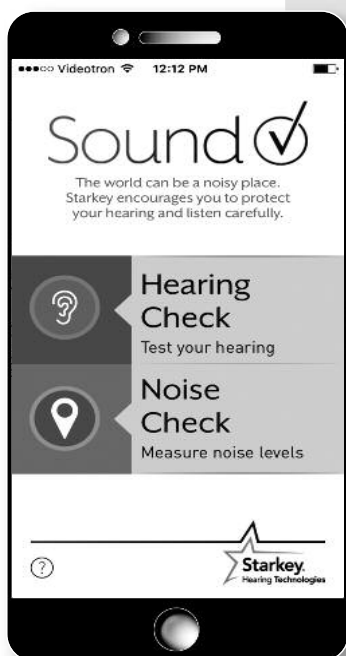 Videotron 12:12 PM
Sound
The world can be a noisy place.
Starkey encourages you to protect
your hearing and listen carefully.
Hearing
Check
Test your hearing
Noise
Check
Measure noise levels
?
Starkey
Hearing Technologies